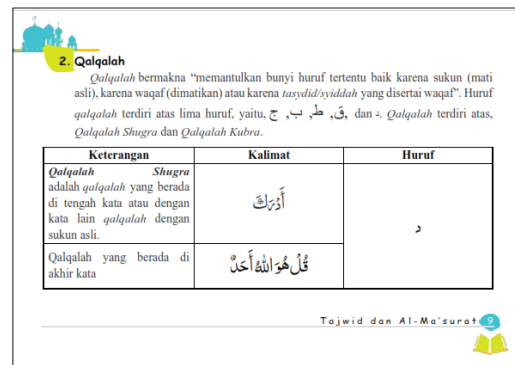 2. Qalqalah
Qalqalah bermakna “memantulkan bunyi huruf tertentu baik karena sukun (mati
asli), karena waqaf (dimatikan) atau karena tasydid/syiddah yang disertai waqaf”. Huruf
qalqalah terdiri atas lima huruf, yaitu, ق, ط, ب, ج, dan د. Qalqalah terdiri atas,
Qalqalah Shugra dan Qalqalah Kubra.
Keterangan Kalimat Huruf
Qalqalah Shugra
adalah qalqalah yang berada
di tengah kata atau dengan
kata lain qalqalah dengan
sukun asli.
أَدْرَىٰكَ
د
Qalqalah yang berada di
akhir kata
قُلْ هُوَ اللَّهُ أَحَدٌ
Tajwid dan Al-Ma'surat 9